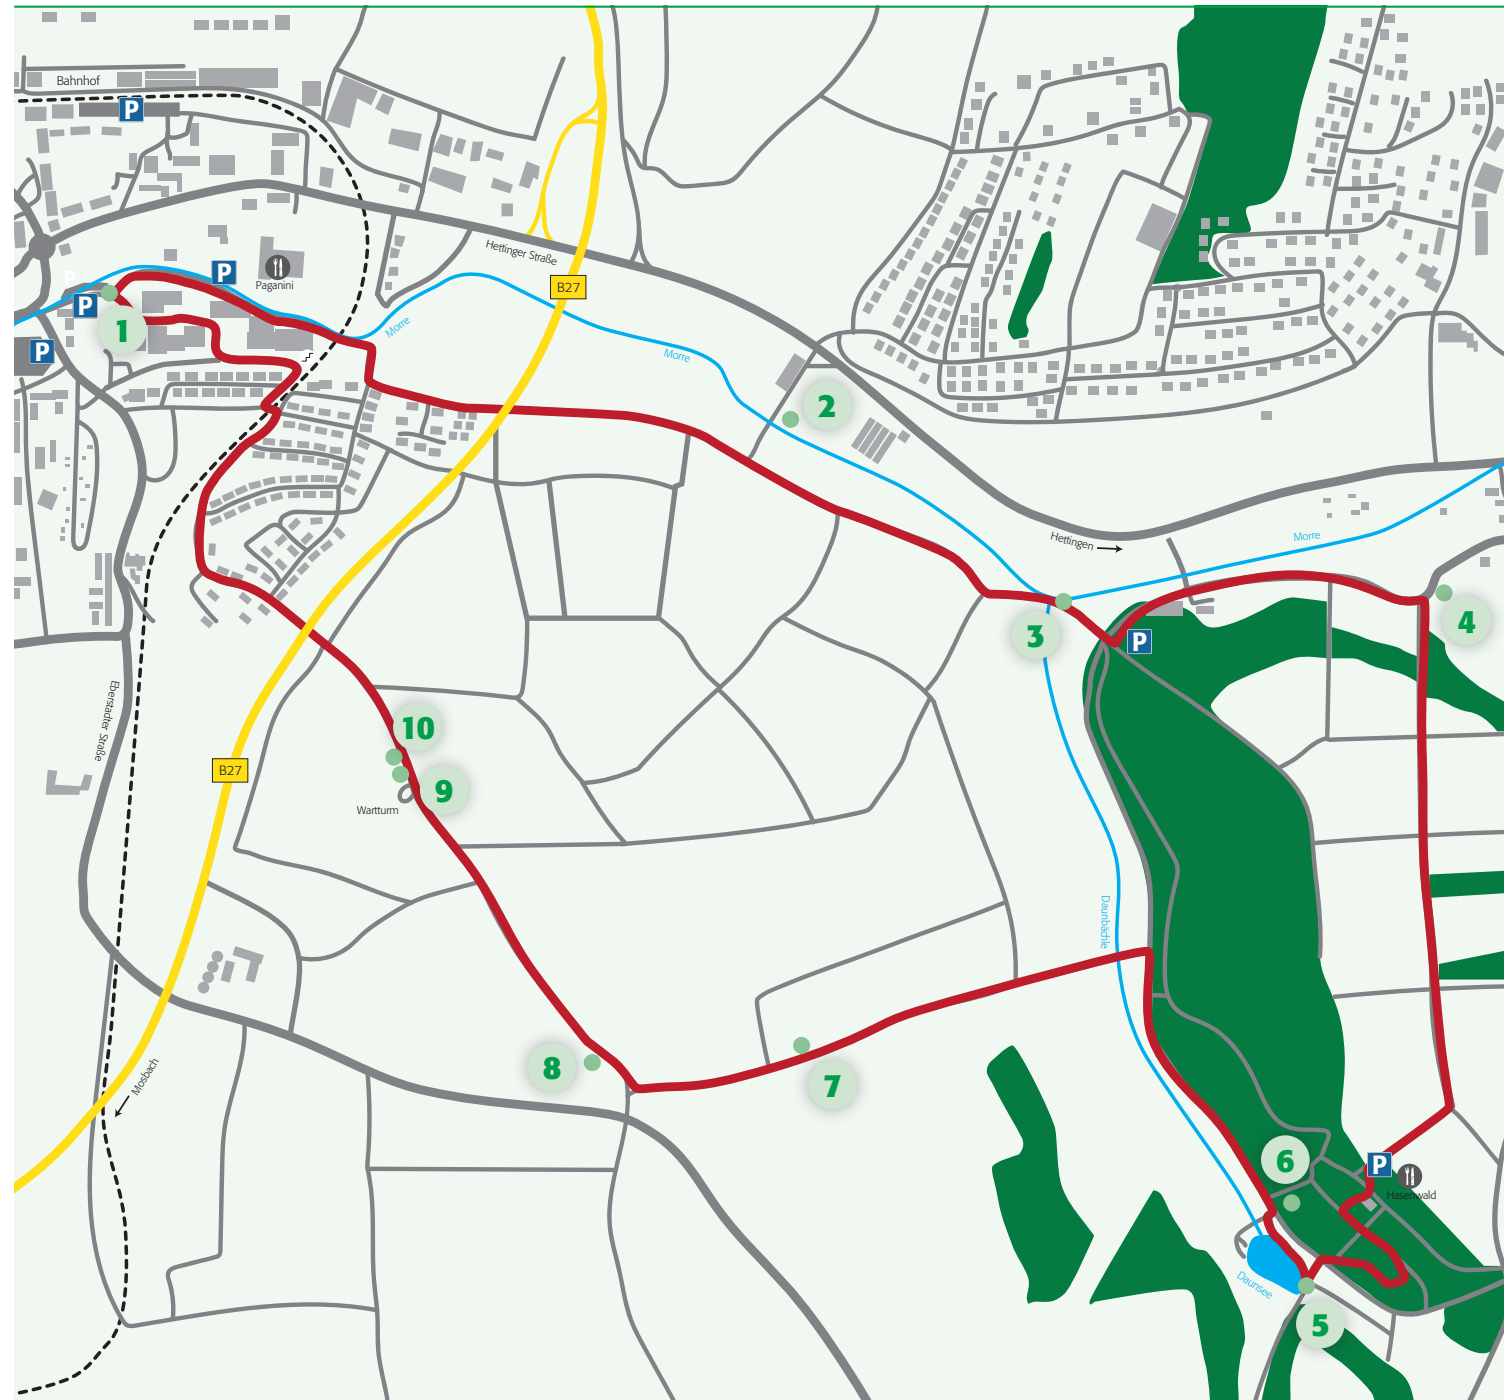 Bahnhof
P
Hettinger Straße
P
P
Paganini
P
B27
1
Morre
P
Morre
2
Hettingen
Morre
3
P
4
Eberstadter Straße
10
B27
9
Wartturm
Daunbächle
8
7
Mosbach
6
P
Hasenwald
Daunsee
5